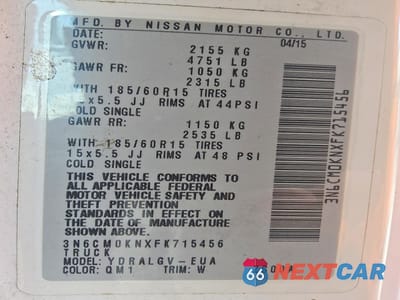 MFD. BY NISSAN MOTOR CO., LTD.
DATE: 04/15
GVWR: 2155 KG
4751 LB
GAWR FR: 1050 KG
2315 LB
WITH 185/60R15 TIRES
15x5.5 JJ RIMS AT 44PSI
COLD SINGLE
GAWR RR: 1150 KG
2535 LB
WITH 185/60R15 TIRES
15x5.5 JJ RIMS AT 48 PSI
COLD SINGLE
THIS VEHICLE CONFORMS TO
ALL APPLICABLE FEDERAL
MOTOR VEHICLE SAFETY AND
THEFT PREVENTION
STANDARDS IN EFFECT ON THE
DATE OF MANUFACTURE
SHOWN ABOVE.
3N6CM0KNXFK715456
TRUCK
MODEL: YDRALGV-EUA
COLOR: QM1 TRIM: W
3N6CM0KNXFK715456
66 NEXTCAR